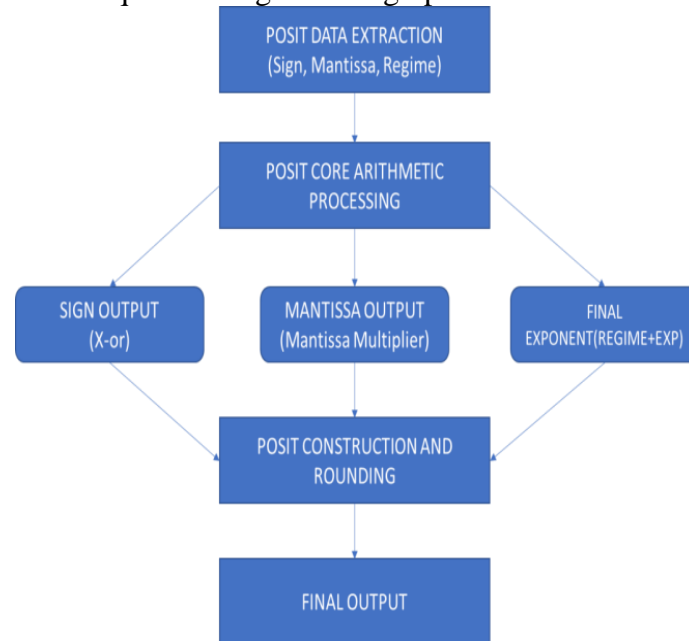 POSIT DATA EXTRACTION
(Sign, Mantissa, Regime)
POSIT CORE ARITHMETIC
PROCESSING
SIGN OUTPUT
(X-or)
MANTISSA OUTPUT
(Mantissa Multiplier)
FINAL
EXPONENT(REGIME+EXP)
POSIT CONSTRUCTION AND
ROUNDING
FINAL OUTPUT